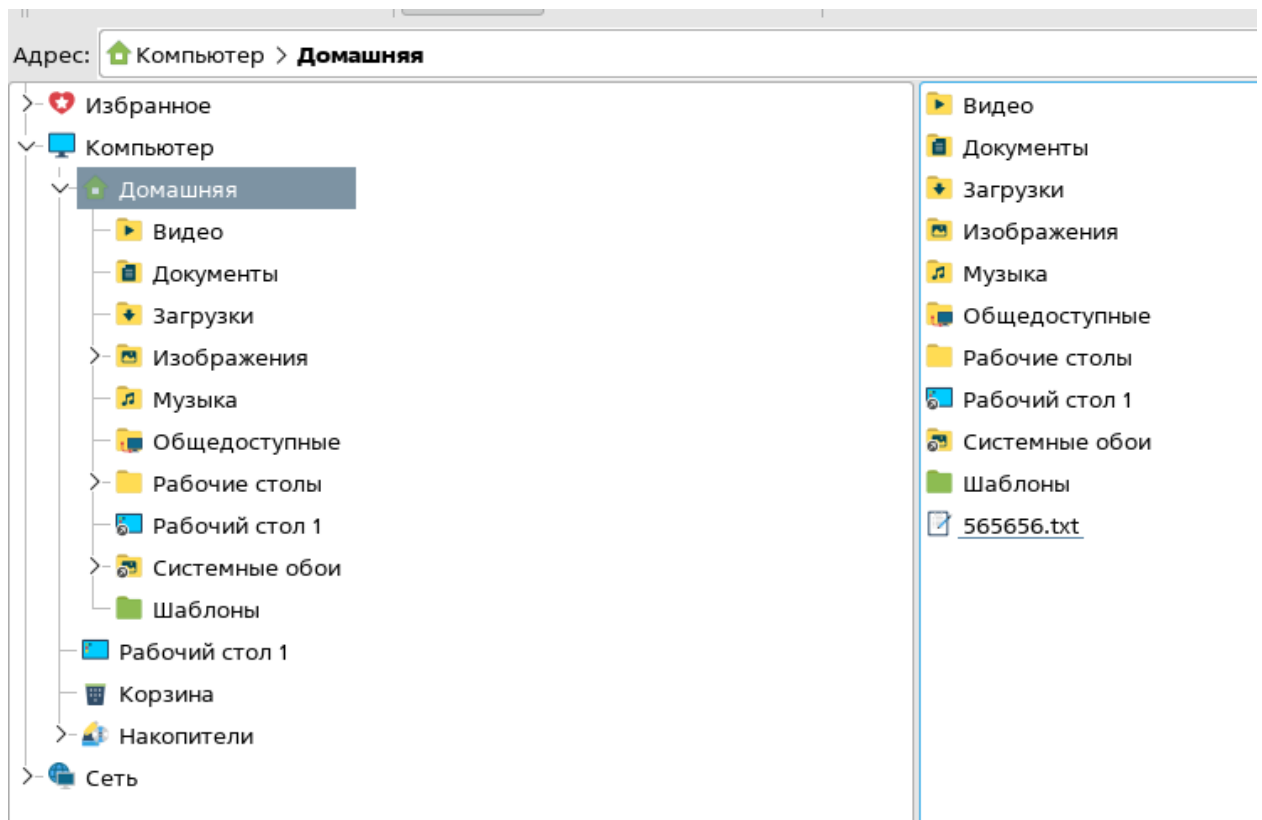 Адрес: Компьютер > Домашняя
Избранное
Компьютер
Домашняя
Видео
Документы
Загрузки
Изображения
Музыка
Общедоступные
Рабочие столы
Рабочий стол 1
Системные обои
Шаблоны
Рабочий стол 1
Корзина
Накопители
Сеть
Видео
Документы
Загрузки
Изображения
Музыка
Общедоступные
Рабочие столы
Рабочий стол 1
Системные обои
Шаблоны
565656.txt